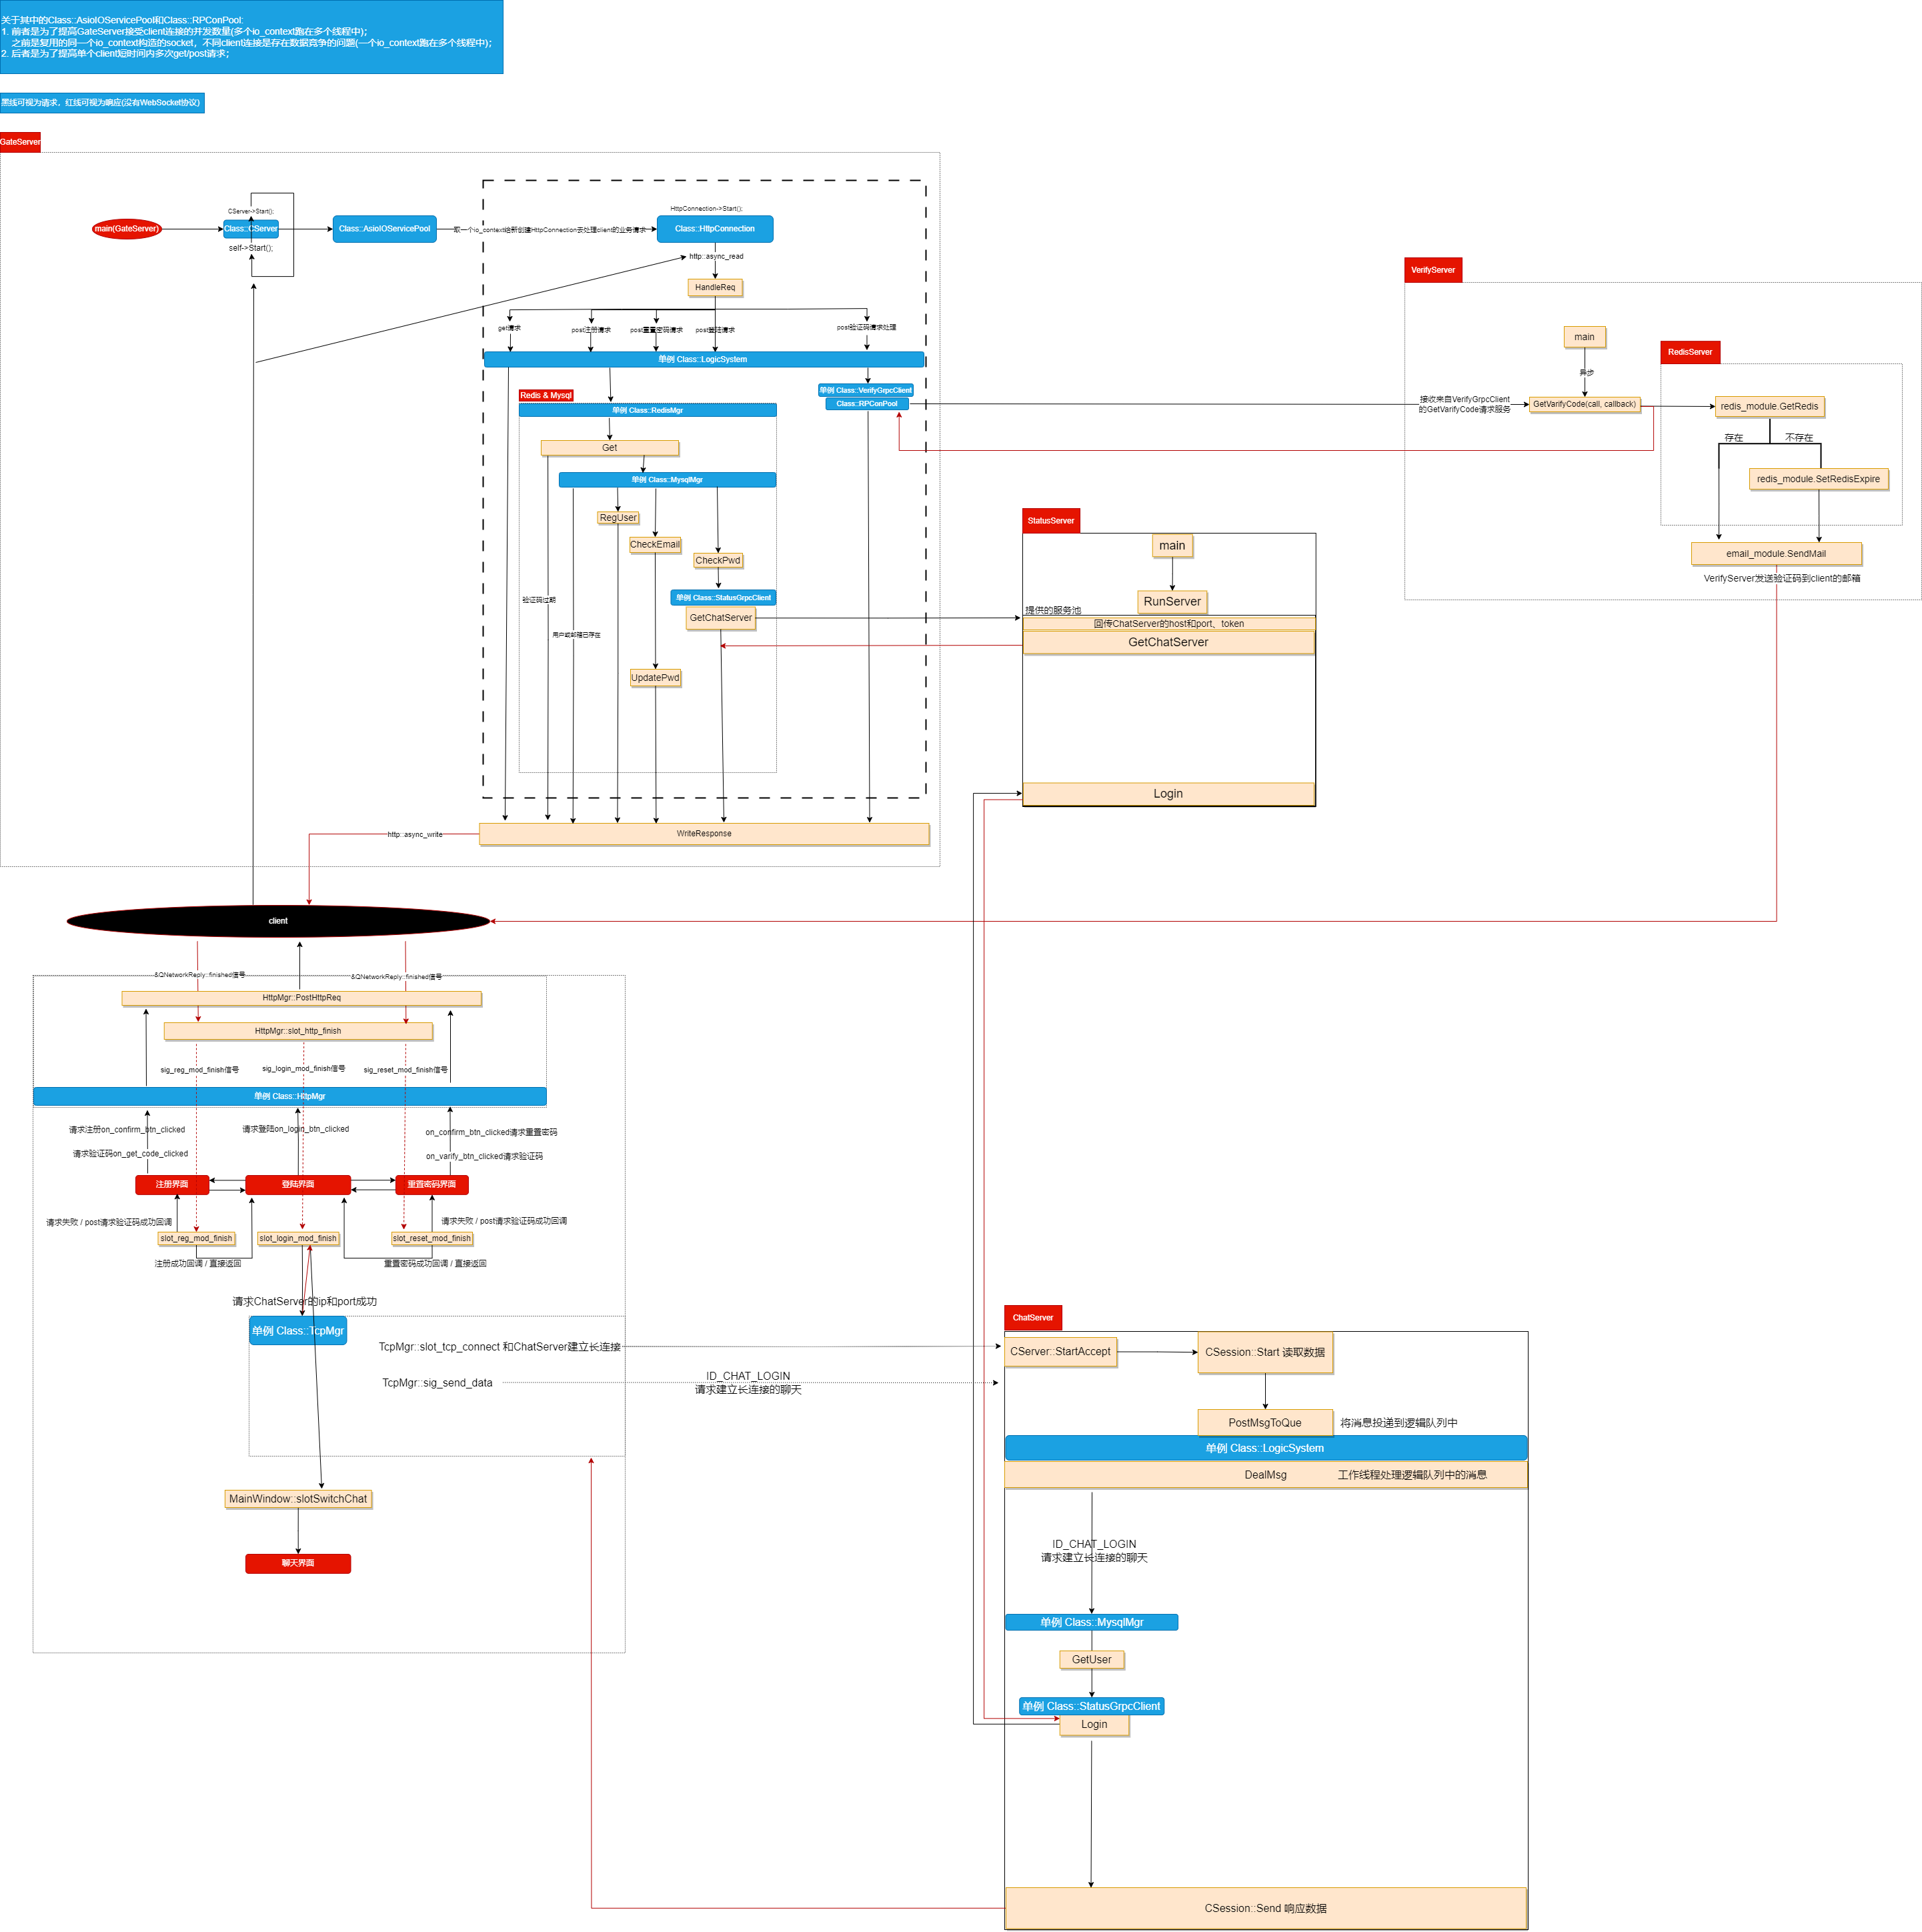 关于其中的Class::AsioIOServicePool和Class::RPConPool:
1. 前者是为了提高GateServer接受client连接的并发数量(多个io_context跑在多个线程中);
之前是复用的同一个io_context构造的socket，不同client连接是存在数据竞争的问题(一个io_context跑在多个线程中);
2. 后者是为了提高单个client短时间内多次get/post请求;
黑线可视为请求，红线可视为响应(没有WebSocket协议)
GateServer
CServer->Start();
main(GateServer)
Class::CServer
self->Start();
Class::AsioIOServicePool
取一个io_context给新创建HttpConnection去处理client的业务请求
HttpConnection->Start();
Class::HttpConnection
http::async_read
HandleReq
get请求
post注册请求
post重置密码请求
post登陆请求
post验证码请求处理
单例 Class::LogicSystem
Redis & Mysql
单例 Class::RedisMgr
单例 Class::VerifyGrpcClient
Class::RPConPool
Get
单例 Class::MysqlMgr
RegUser
CheckEmail
CheckPwd
单例 Class::StatusGrpcClient
GetChatServer
验证码过期
用户或邮箱已存在
UpdatePwd
WriteResponse
http::async_write
VerifyServer
main
异步
接收来自VerifyGrpcClient
的GetVarifyCode请求服务
GetVarifyCode(call, callback)
RedisServer
redis_module.GetRedis
存在
不存在
redis_module.SetRedisExpire
email_module.SendMail
VerifyServer发送验证码到client的邮箱
StatusServer
main
RunServer
提供的服务池
回传ChatServer的host和port、token
GetChatServer
Login
client
&QNetworkReply::finished信号
&QNetworkReply::finished信号
HttpMgr::PostHttpReq
HttpMgr::slot_http_finish
sig_reg_mod_finish信号
sig_login_mod_finish信号
sig_reset_mod_finish信号
单例 Class::HttpMgr
请求注册on_confirm_btn_clicked
请求登陆on_login_btn_clicked
on_confirm_btn_clicked请求重置密码
请求验证码on_get_code_clicked
on_varify_btn_clicked请求验证码
注册界面
登陆界面
重置密码界面
请求失败 / post请求验证码成功回调
请求失败 / post请求验证码成功回调
slot_reg_mod_finish
slot_login_mod_finish
slot_reset_mod_finish
注册成功回调 / 直接返回
重置密码成功回调 / 直接返回
请求ChatServer的ip和port成功
单例 Class::TcpMgr
TcpMgr::slot_tcp_connect 和ChatServer建立长连接
TcpMgr::sig_send_data
ID_CHAT_LOGIN
请求建立长连接的聊天
MainWindow::slotSwitchChat
聊天界面
ChatServer
CServer::StartAccept
CSession::Start 读取数据
PostMsgToQue
将消息投递到逻辑队列中
单例 Class::LogicSystem
DealMsg
工作线程处理逻辑队列中的消息
ID_CHAT_LOGIN
请求建立长连接的聊天
单例 Class::MysqlMgr
GetUser
单例 Class::StatusGrpcClient
Login
CSession::Send 响应数据